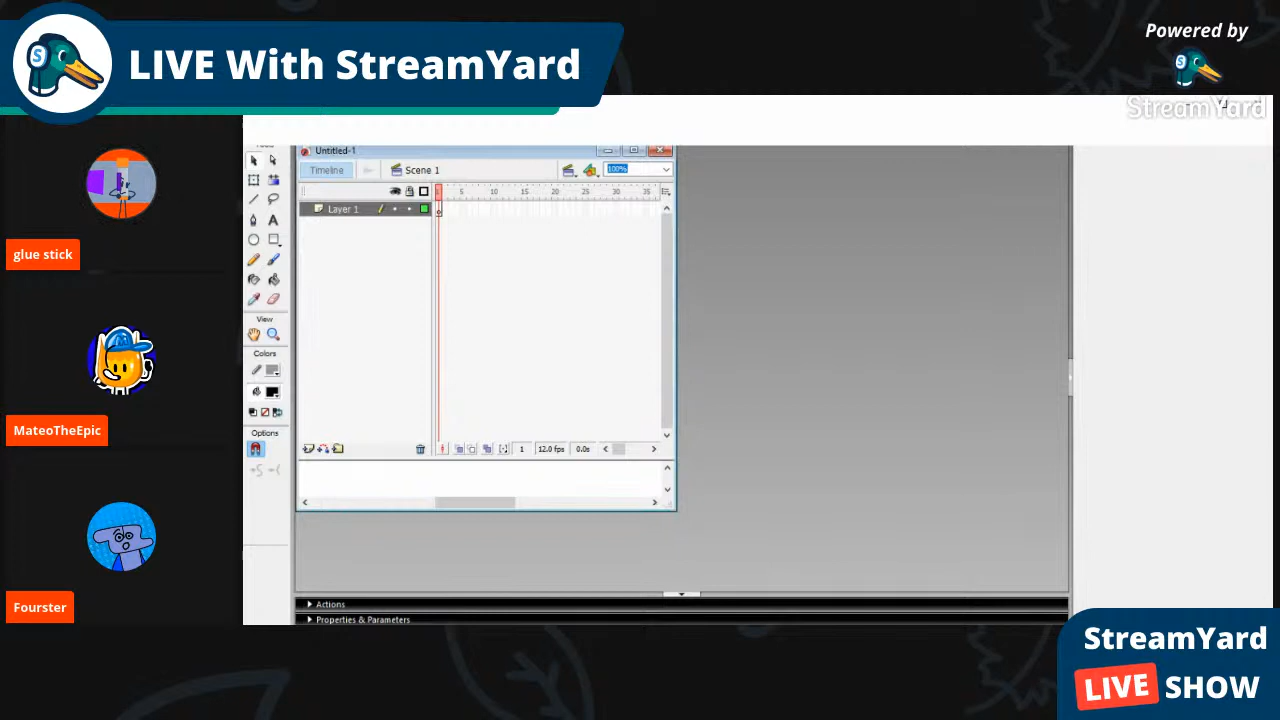 LIVE With StreamYard
Powered by
StreamYard
glue stick
MateoTheEpic
Fourster
Untitled-1
Timeline
Scene 1
100%
5 10 15 20 25 30 35
Layer 1
View
Colors
Options
1 12.0 fps 0.0s
Actions
Properties & Parameters
StreamYard
LIVE SHOW